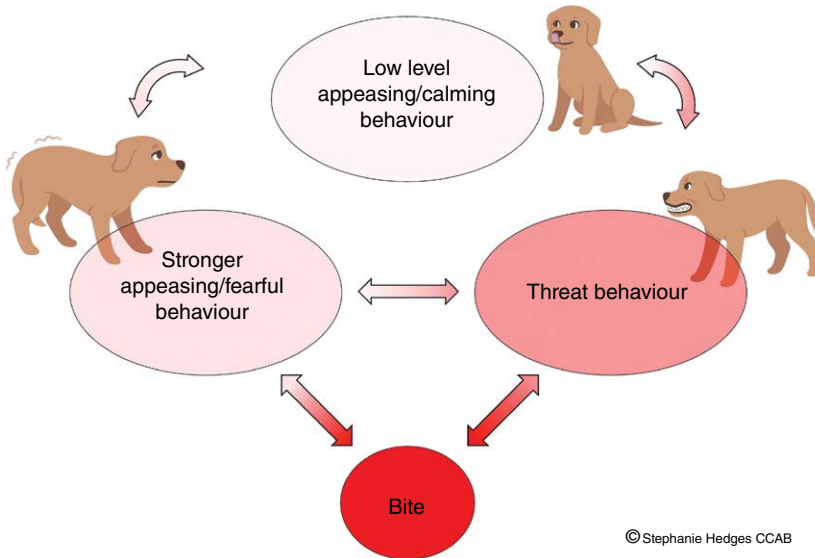 Low level
appeasing/calming
behaviour
Stronger
appeasing/fearful
behaviour
Threat behaviour
Bite
© Stephanie Hedges CCAB